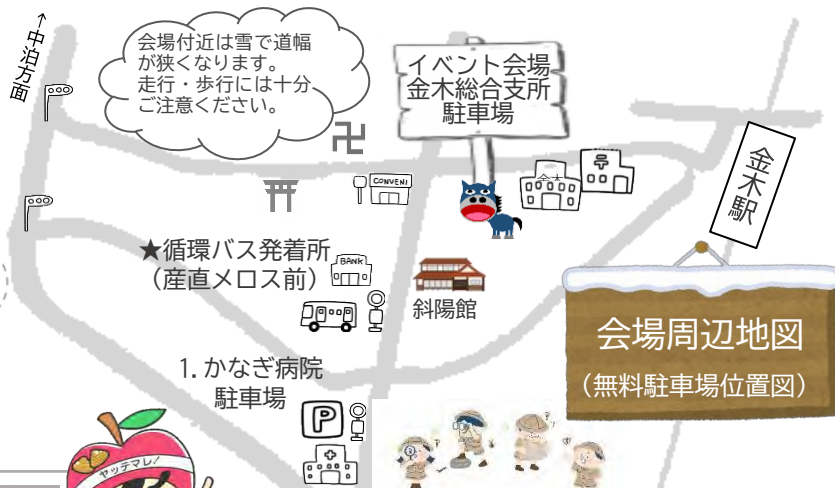 ↑中泊方面
会場付近は雪で道幅
が狭くなります。
走行・歩行には十分
ご注意ください。
イベント会場
金木総合支所
駐車場
卍
CONVENI
金木
金木駅
★循環バス発着所
（産直メロス前）
BANK
斜陽館
会場周辺地図
（無料駐車場位置図）
1. かなぎ病院
駐車場
P
ヤッテマレ!